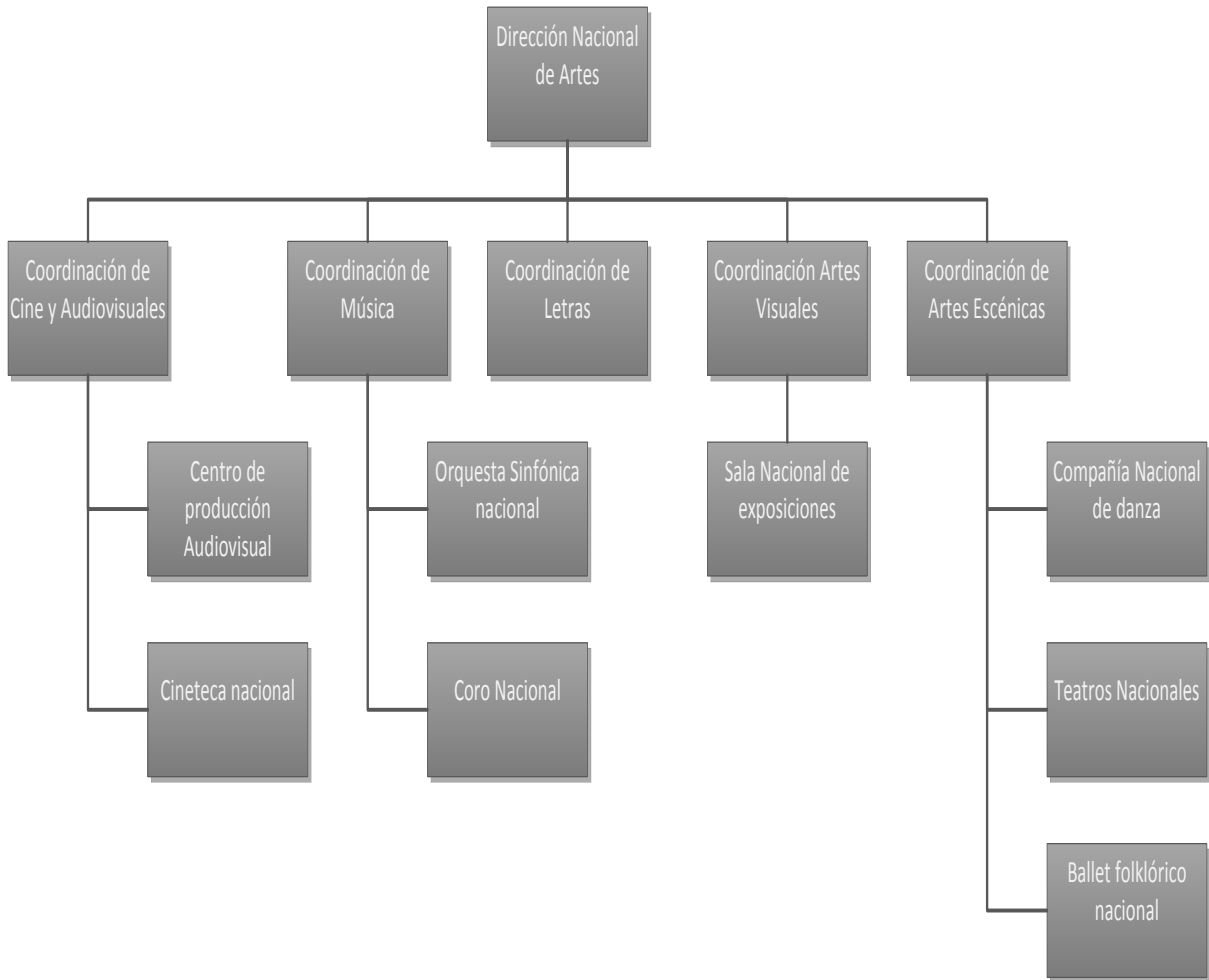 Dirección Nacional
de Artes
Coordinación de
Cine y Audiovisuales
Coordinación de
Música
Coordinación de
Letras
Coordinación Artes
Visuales
Coordinación de
Artes Escénicas
Centro de
producción
Audiovisual
Orquesta Sinfónica
nacional
Sala Nacional de
exposiciones
Compañía Nacional
de danza
Cineteca nacional
Coro Nacional
Teatros Nacionales
Ballet folklórico
nacional